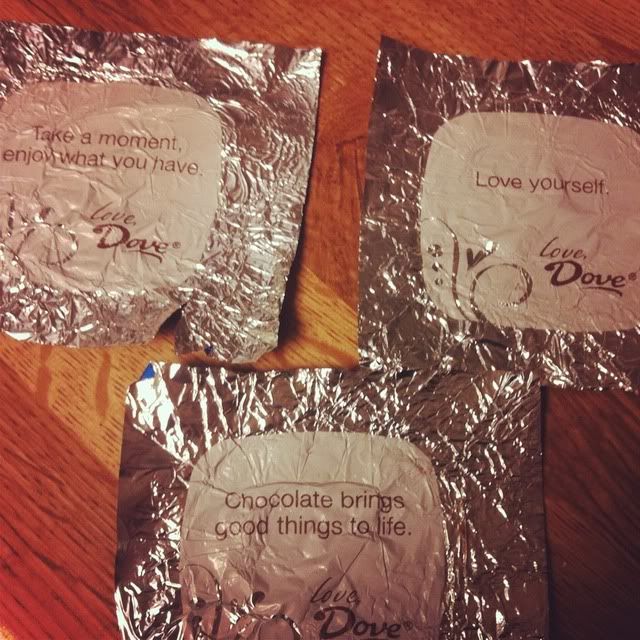 Take a moment,
enjoy what you have.
Love,
Dove®
Love yourself.
Love,
Dove®
Chocolate brings
good things to life.
Love,
Dove®